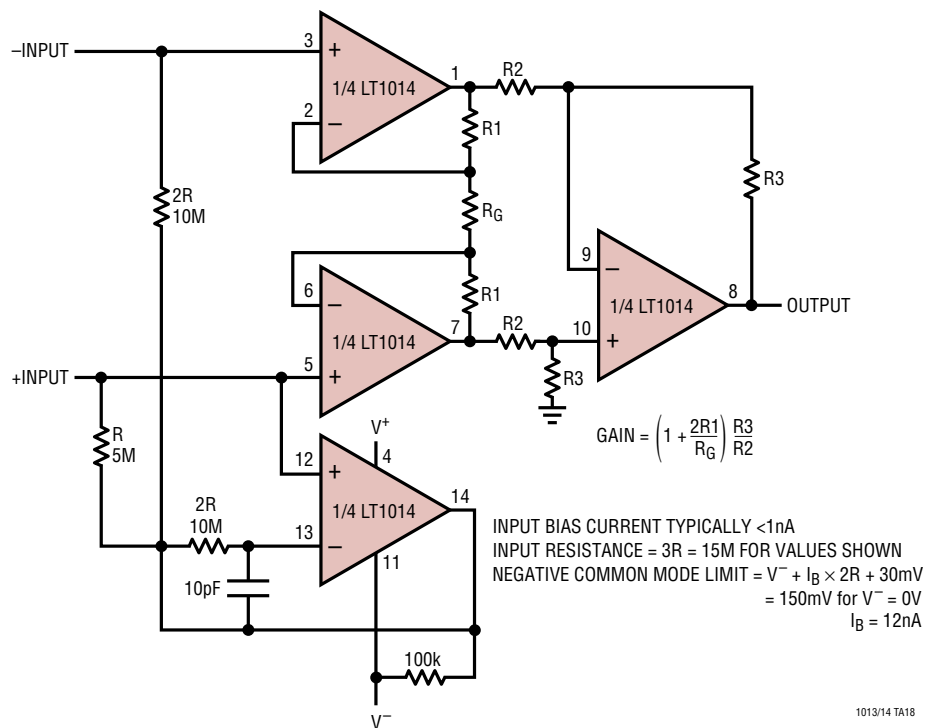 –INPUT
3
+
1/4 LT1014
2
–
1
R2
R1
R3
2R
10M
RG
6
–
1/4 LT1014
5
+
7
R1
R2
9
–
1/4 LT1014
10
+
8
OUTPUT
R3
+INPUT
R
5M
V+
4
12
+
1/4 LT1014
14
2R
10M
13
–
11
10pF
100k
V–
GAIN = (1 + 2R1/RG) R3/R2
INPUT BIAS CURRENT TYPICALLY <1nA
INPUT RESISTANCE = 3R = 15M FOR VALUES SHOWN
NEGATIVE COMMON MODE LIMIT = V– + IB × 2R + 30mV
= 150mV for V– = 0V
IB = 12nA
1013/14 TA18